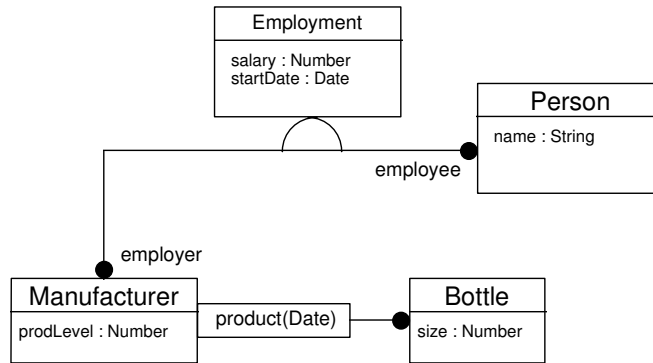 Employment
salary : Number
startDate : Date
Person
name : String
employee
employer
Manufacturer
prodLevel : Number
product(Date)
Bottle
size : Number